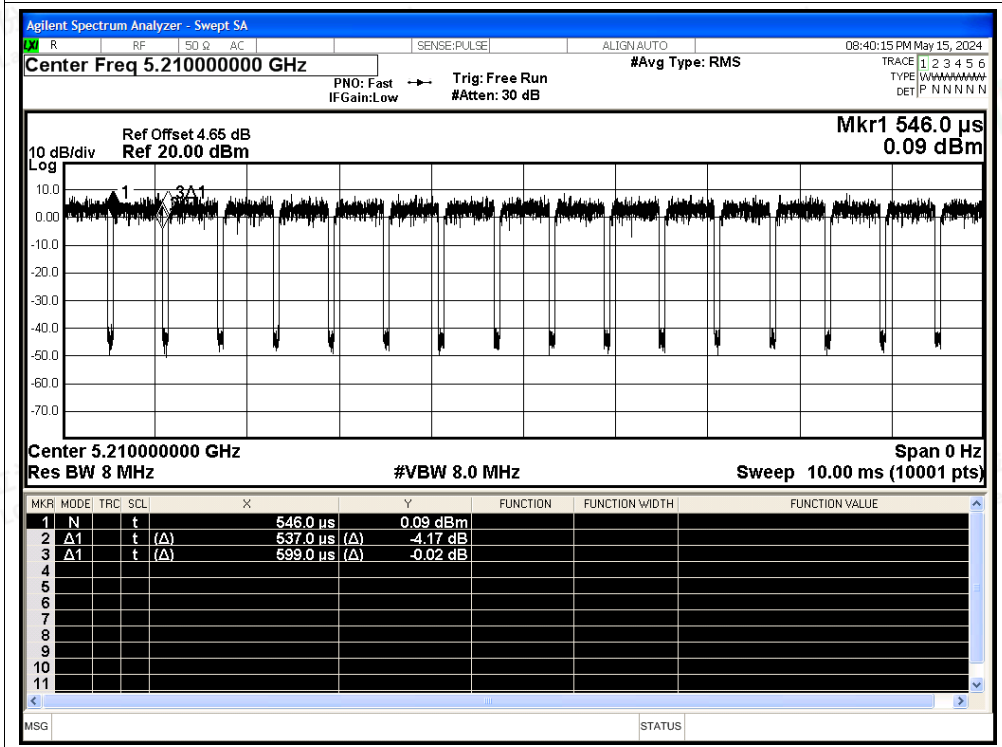 Agilent Spectrum Analyzer - Swept SA
LXI R RF 50 Ω AC SENSE:PULSE ALIGN AUTO 08:40:15 PM May 15, 2024
Center Freq 5.210000000 GHz
PNO: Fast
IFGain:Low
Trig: Free Run
#Atten: 30 dB
#Avg Type: RMS
TRACE 1 2 3 4 5 6
TYPE W
DET P N N N N N
Mkr1 546.0 µs
0.09 dBm
Ref Offset 4.65 dB
10 dB/div Ref 20.00 dBm
Log
1 3Δ1
10.0
0.00
-10.0
-20.0
-30.0
-40.0
-50.0
-60.0
-70.0
Center 5.210000000 GHz Span 0 Hz
Res BW 8 MHz #VBW 8.0 MHz Sweep 10.00 ms (10001 pts)
MKR MODE TRC SCL X Y FUNCTION FUNCTION WIDTH FUNCTION VALUE
1 N t 546.0 µs 0.09 dBm
2 Δ1 t (Δ) 537.0 µs (Δ) -4.17 dB
3 Δ1 t (Δ) 599.0 µs (Δ) -0.02 dB
4
5
6
7
8
9
10
11
MSG STATUS